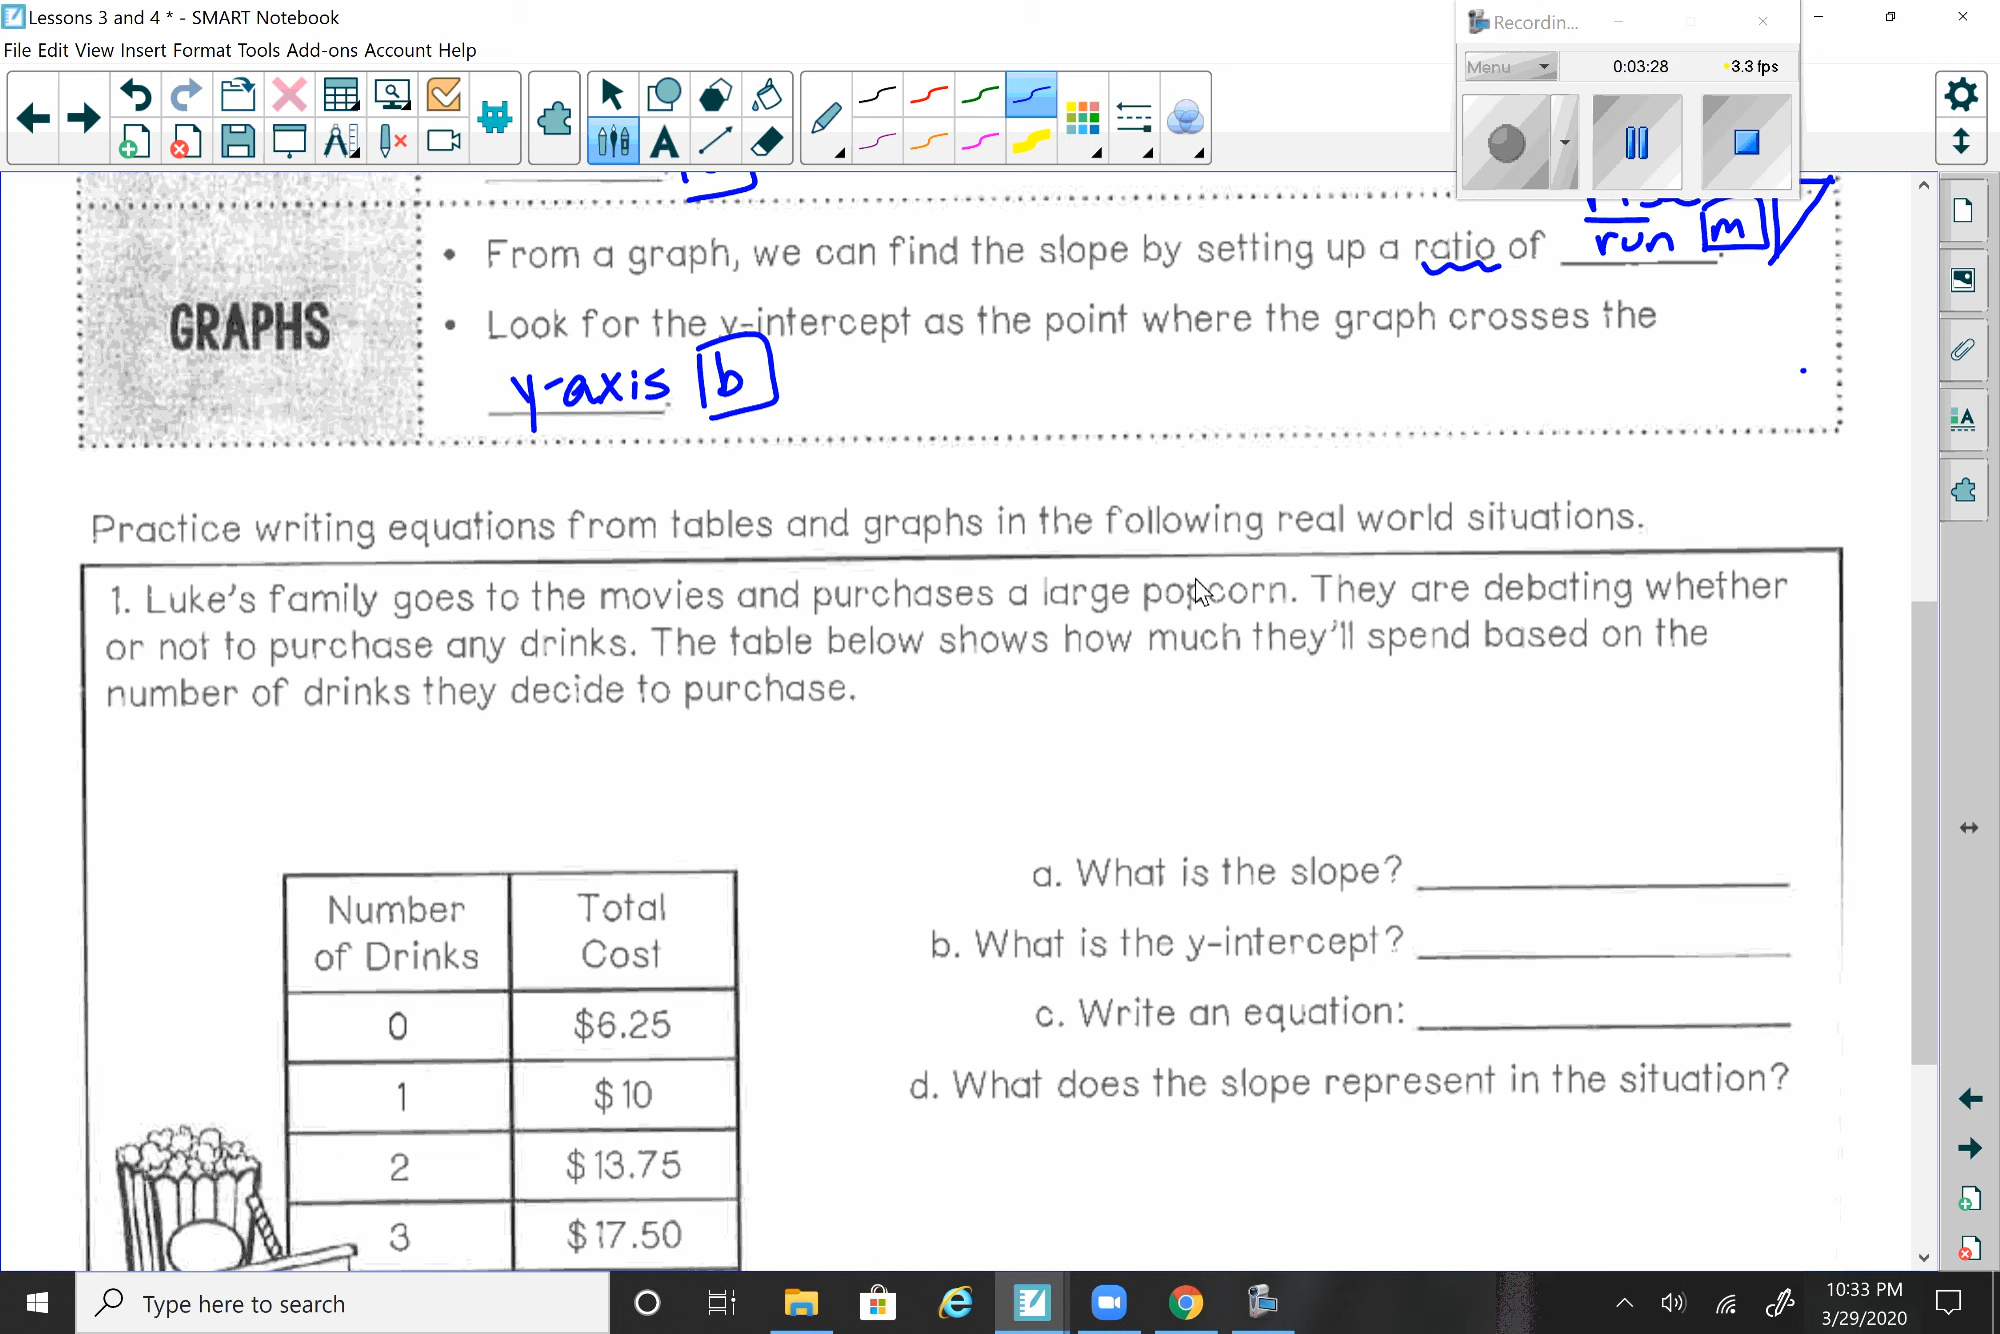 Lessons 3 and 4 * - SMART Notebook
File Edit View Insert Format Tools Add-ons Account Help
Recordin...
Menu
0:03:28
3.3 fps
GRAPHS
• From a graph, we can find the slope by setting up a ratio of
run m
• Look for the y-intercept as the point where the graph crosses the
y-axis b
Practice writing equations from tables and graphs in the following real world situations.
1. Luke's family goes to the movies and purchases a large popcorn. They are debating whether
or not to purchase any drinks. The table below shows how much they'll spend based on the
number of drinks they decide to purchase.
Number of Drinks
Total Cost
0 $6.25
1 $10
2 $13.75
3 $17.50
a. What is the slope?
b. What is the y-intercept?
c. Write an equation:
d. What does the slope represent in the situation?
Type here to search
10:33 PM
3/29/2020